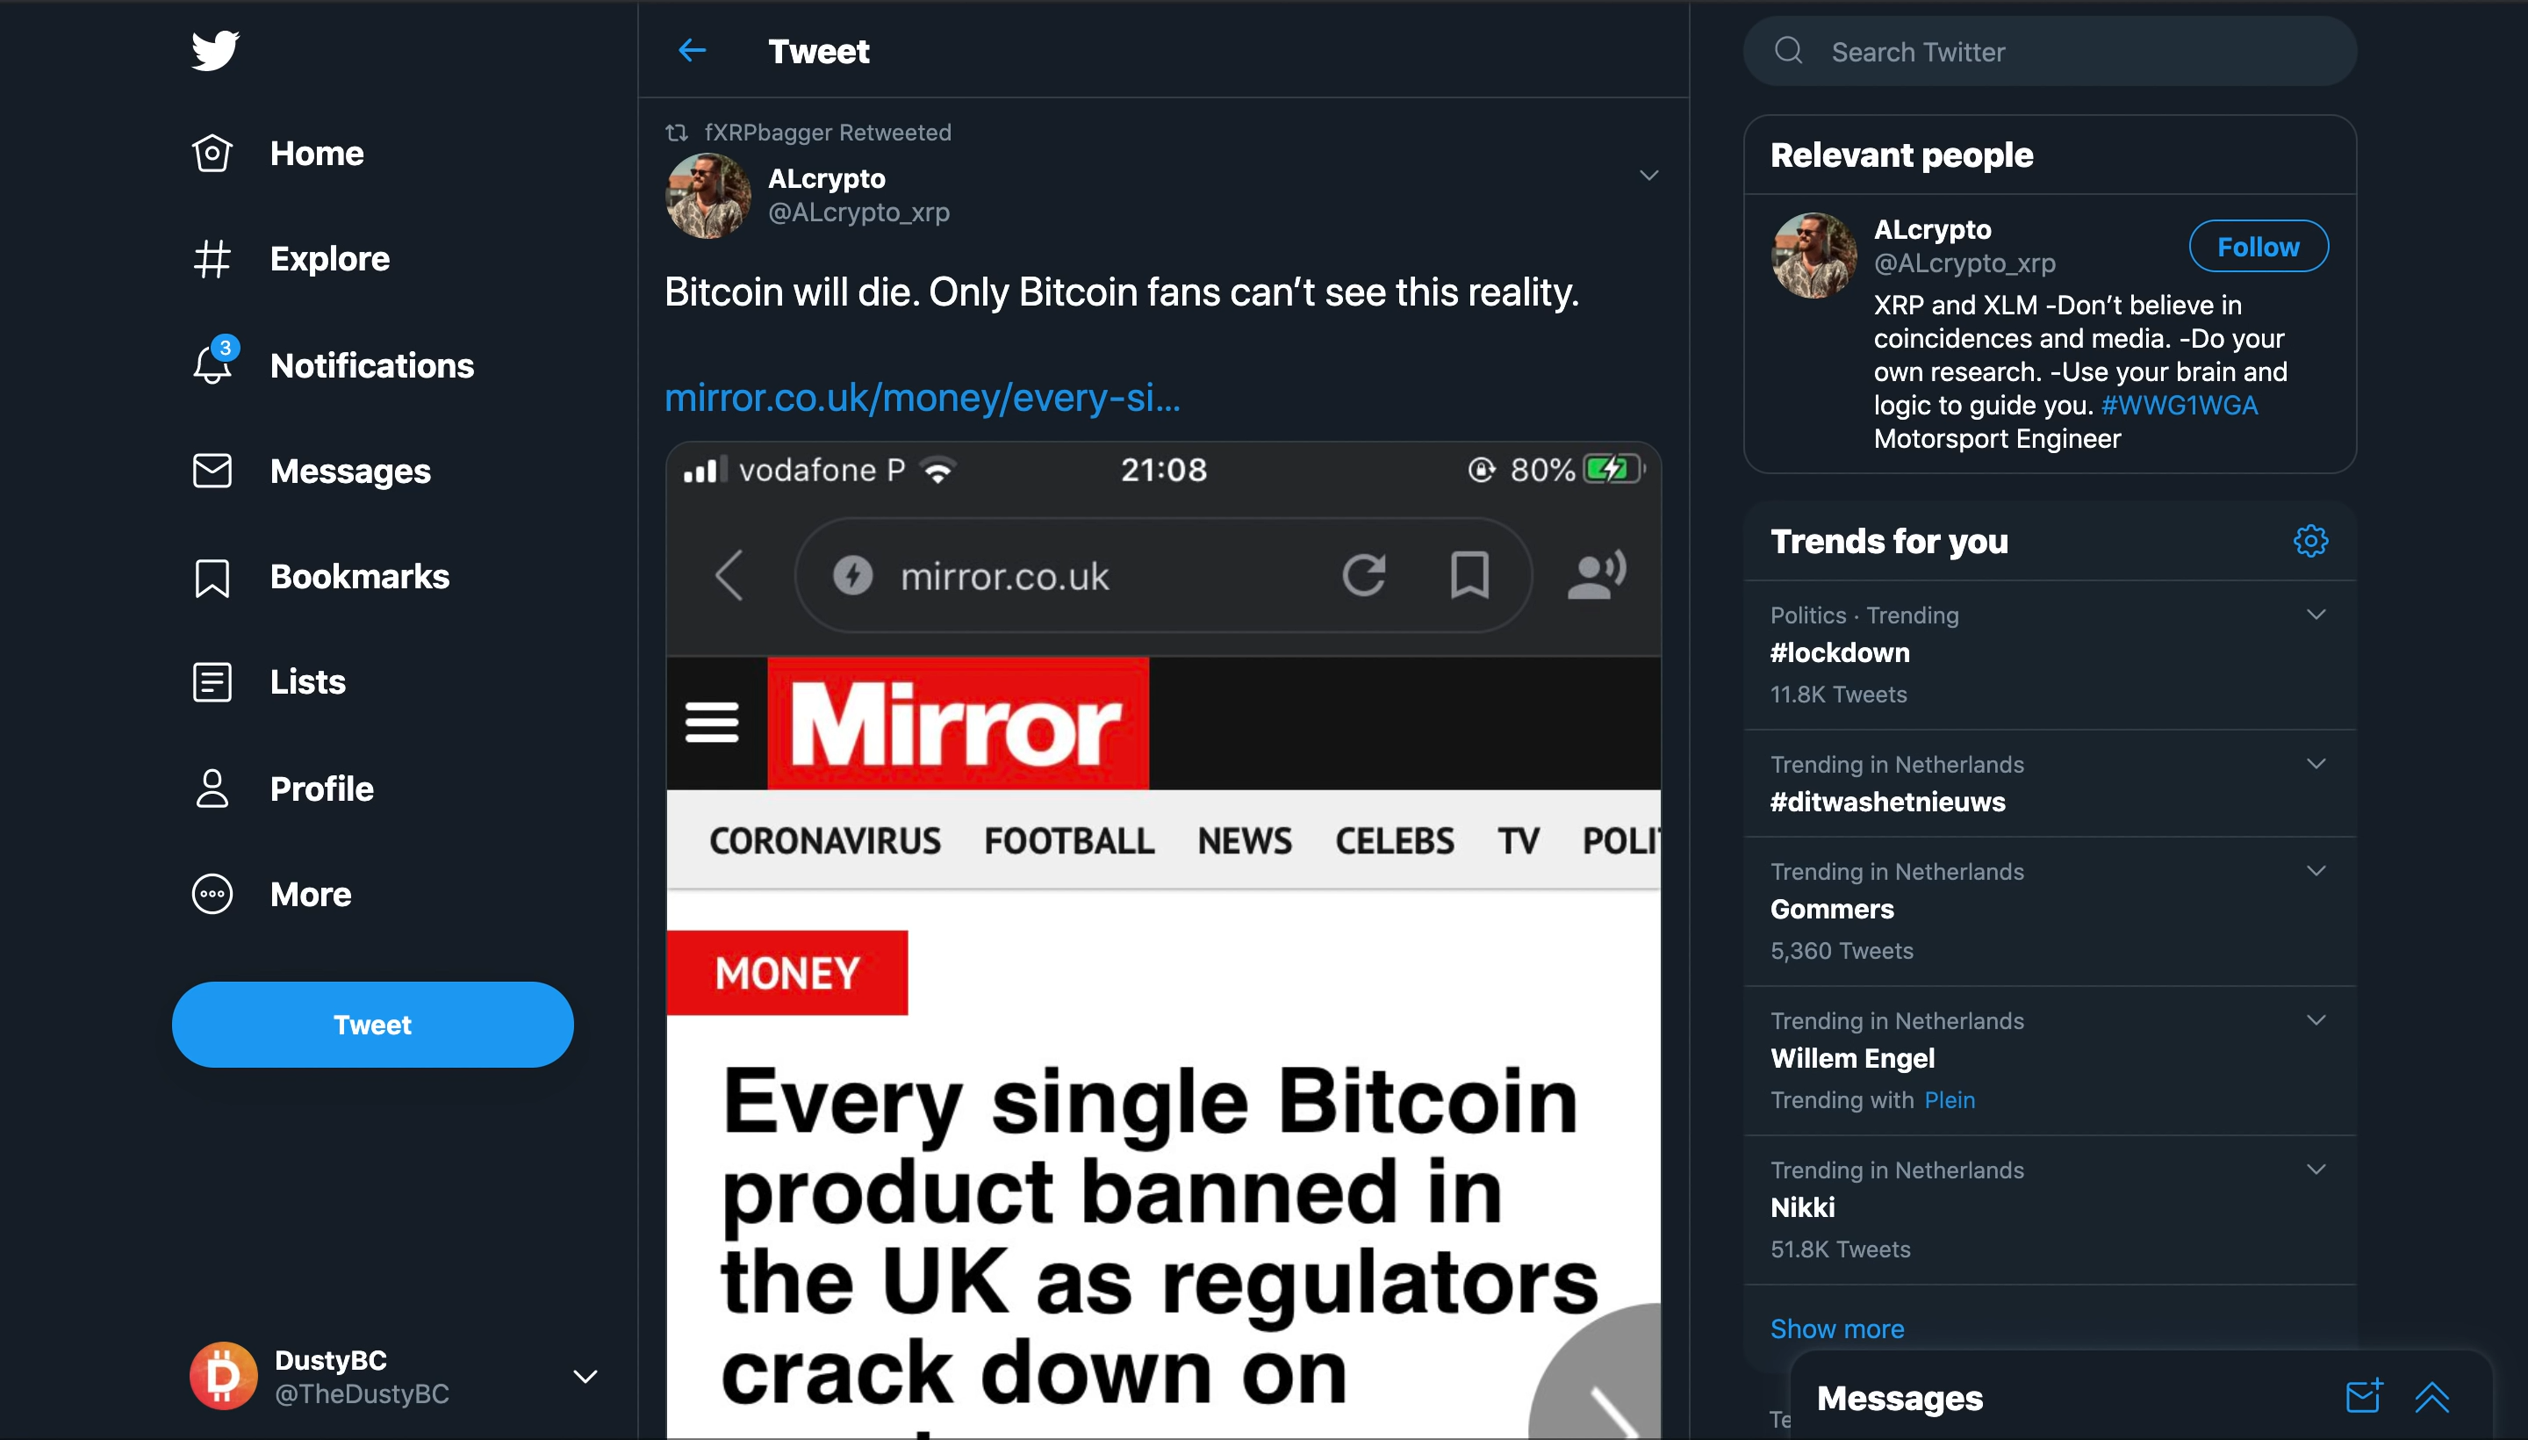 Home
Explore
3
Notifications
Messages
Bookmarks
Lists
Profile
More
Tweet
DustyBC
@TheDustyBC
Tweet
fXRPbagger Retweeted
ALcrypto
@ALcrypto_xrp
Bitcoin will die. Only Bitcoin fans can’t see this reality.
mirror.co.uk/money/every-si...
vodafone P
21:08
80%
mirror.co.uk
Mirror
CORONAVIRUS FOOTBALL NEWS CELEBS TV POLIT
MONEY
Every single Bitcoin
product banned in
the UK as regulators
crack down on
Search Twitter
Relevant people
ALcrypto
@ALcrypto_xrp
Follow
XRP and XLM -Don’t believe in
coincidences and media. -Do your
own research. -Use your brain and
logic to guide you. #WWG1WGA
Motorsport Engineer
Trends for you
Politics · Trending
#lockdown
11.8K Tweets
Trending in Netherlands
#ditwashetnieuws
Trending in Netherlands
Gommers
5,360 Tweets
Trending in Netherlands
Willem Engel
Trending with Plein
Trending in Netherlands
Nikki
51.8K Tweets
Show more
Te
Messages